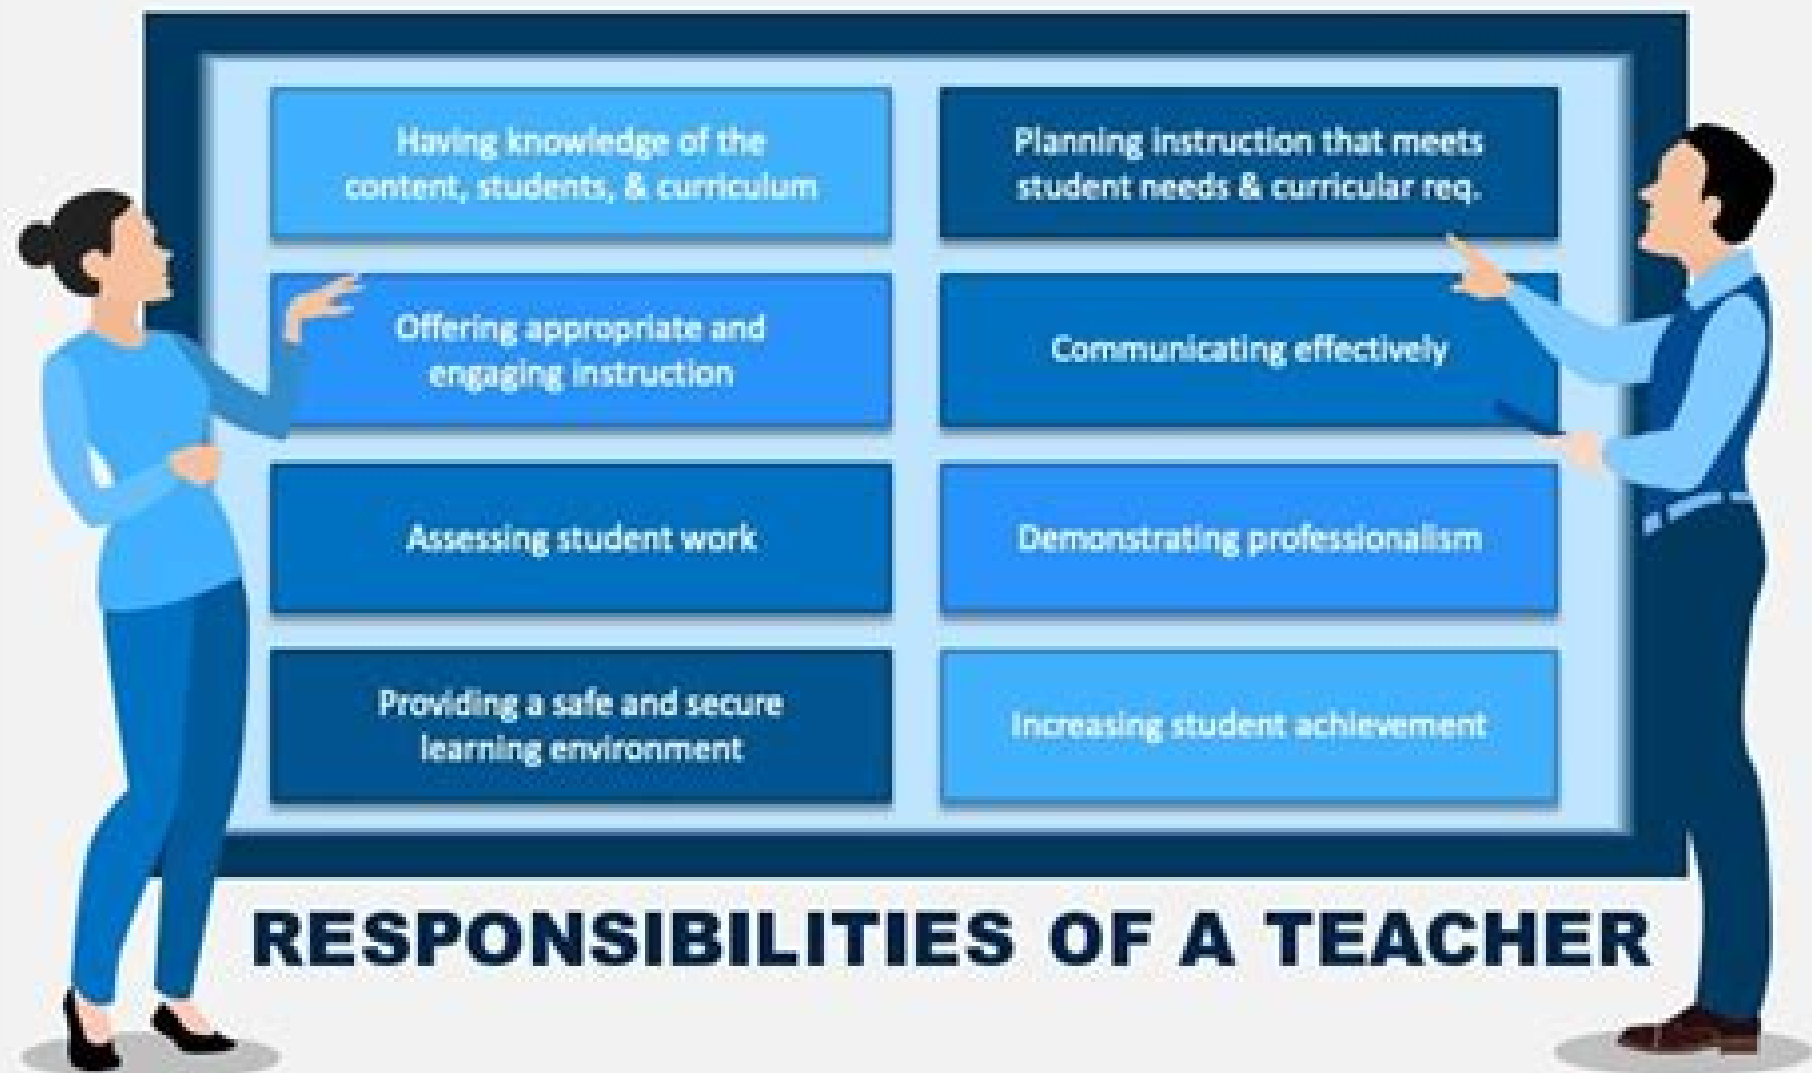 Having knowledge of the
content, students, & curriculum
Planning instruction that meets
student needs & curricular req.
Offering appropriate and
engaging instruction
Communicating effectively
Assessing student work
Demonstrating professionalism
Providing a safe and secure
learning environment
Increasing student achievement
RESPONSIBILITIES OF A TEACHER